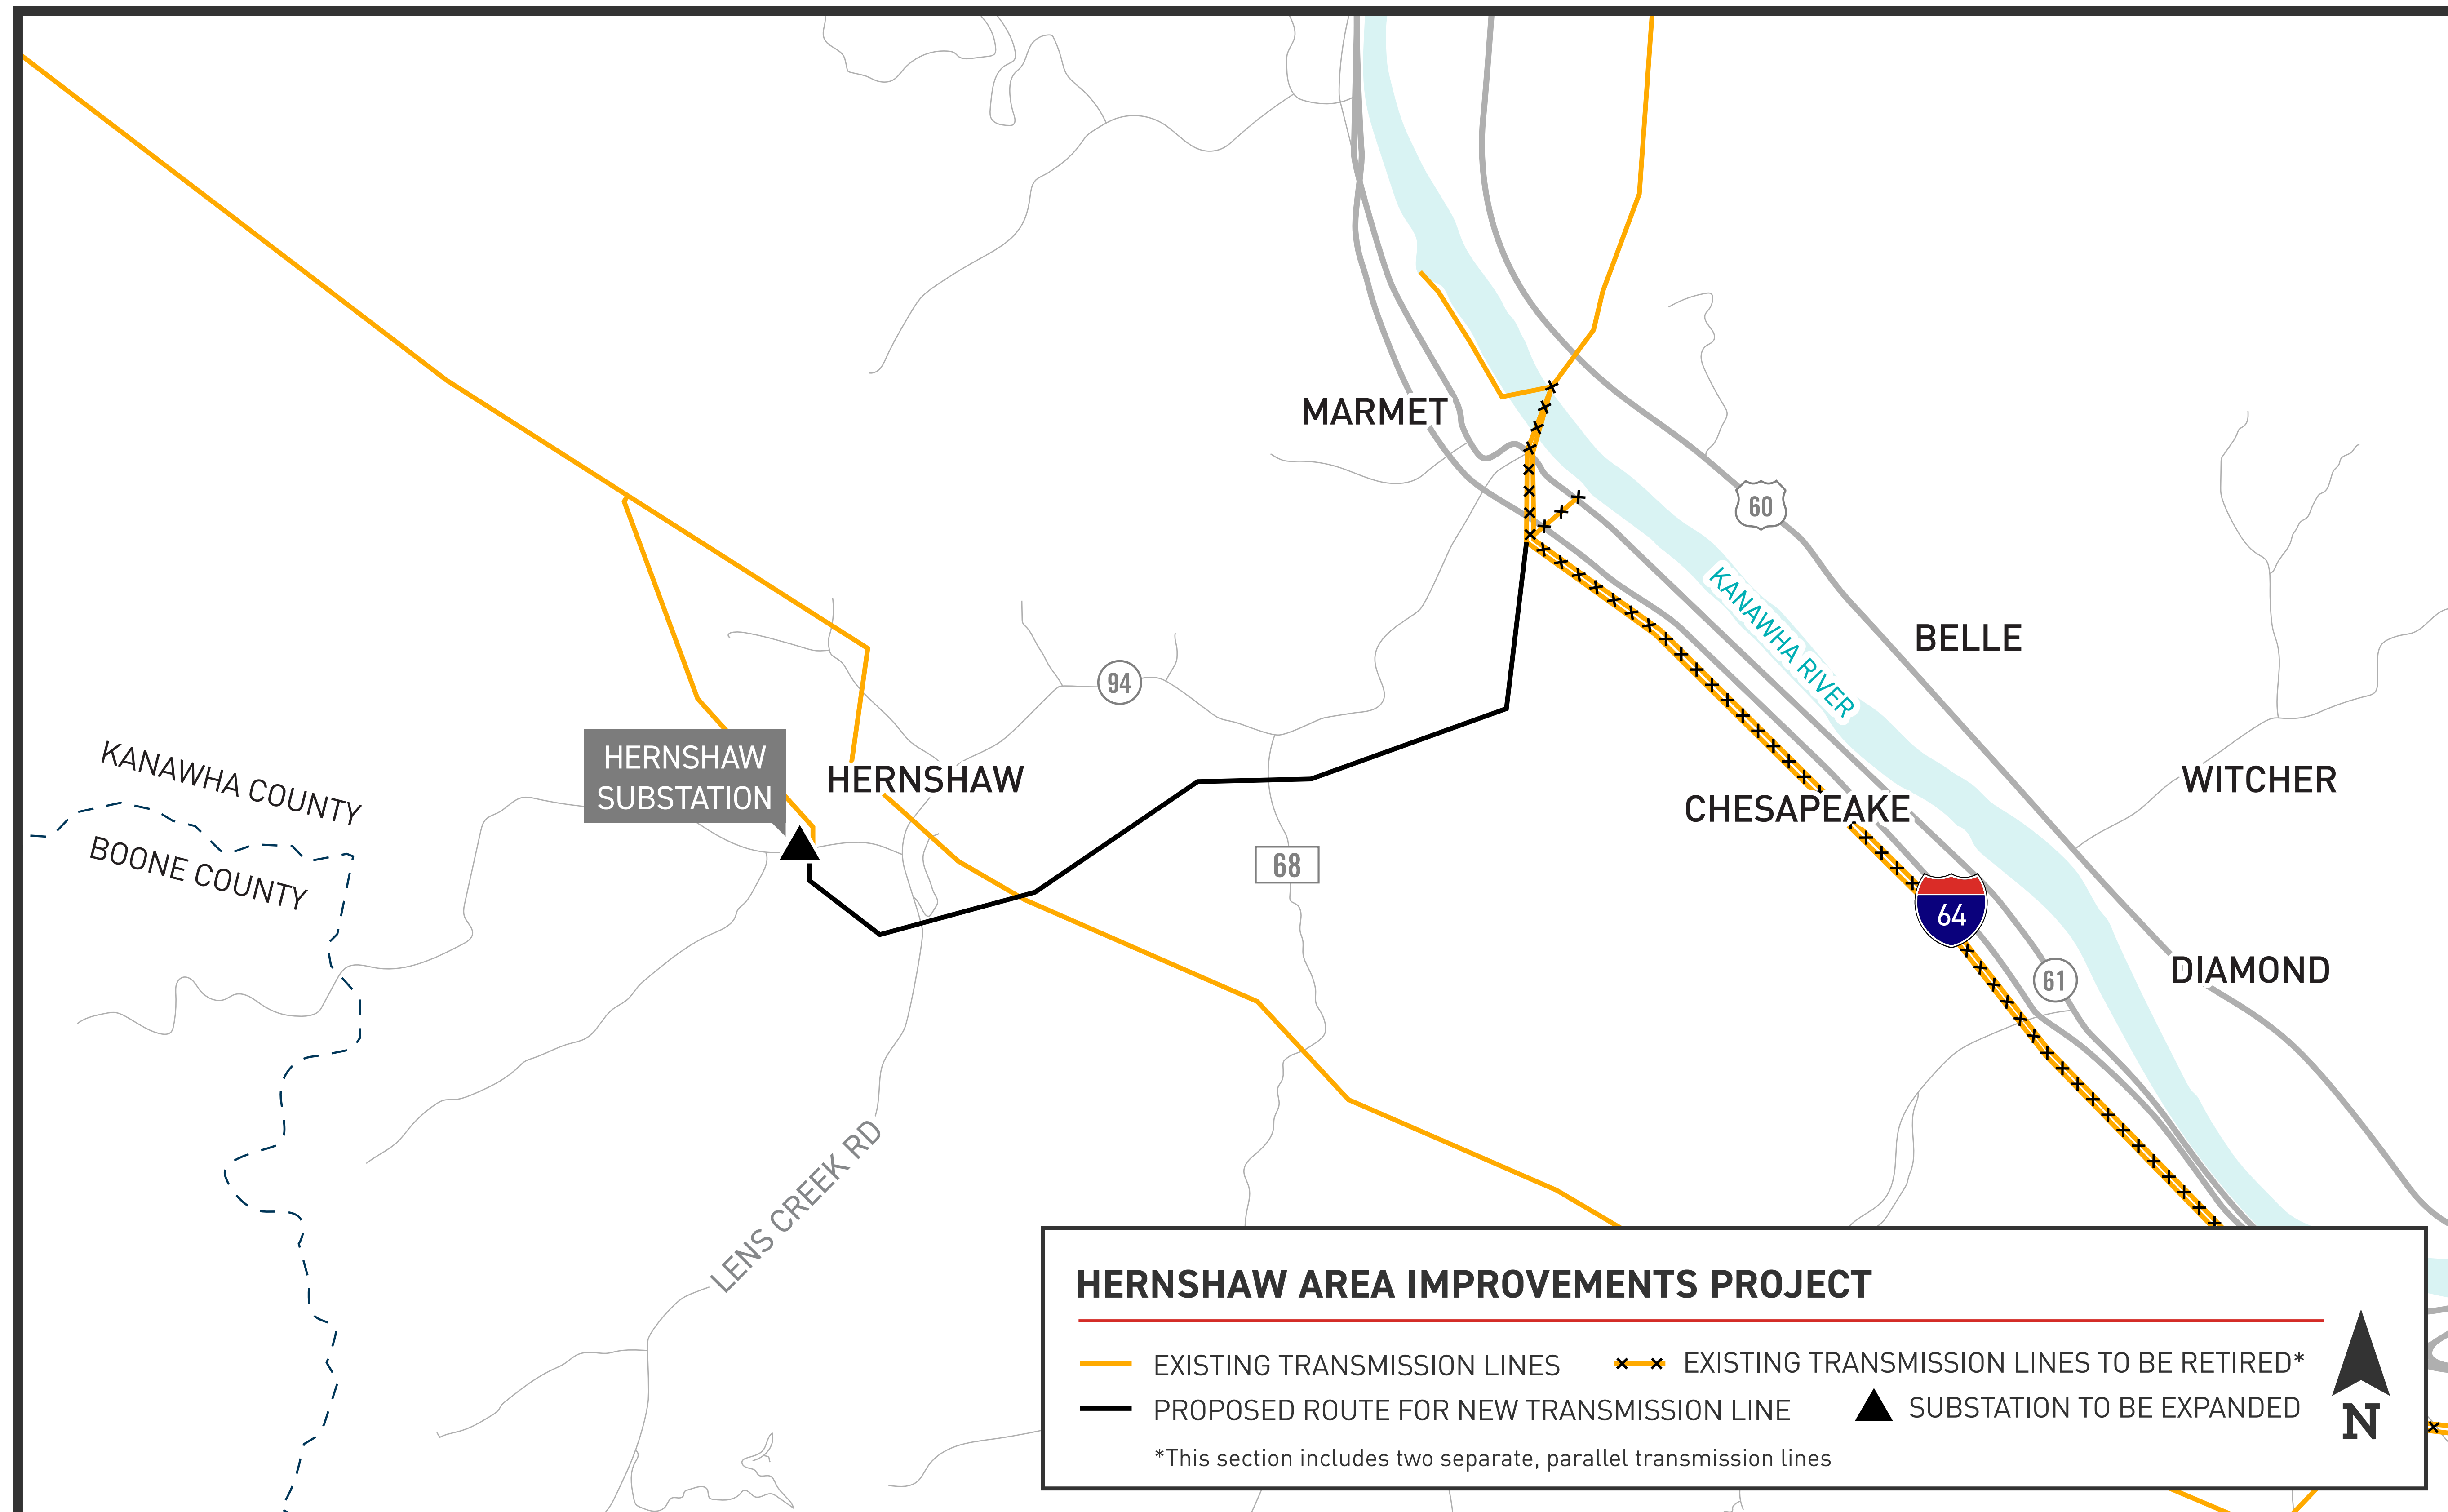 MARMET
60
KANAWHA RIVER
BELLE
94
KANAWHA COUNTY
HERNSHAW
SUBSTATION
HERNSHAW
WITCHER
CHESAPEAKE
BOONE COUNTY
68
64
61
DIAMOND
LENS CREEK RD
HERNSHAW AREA IMPROVEMENTS PROJECT
EXISTING TRANSMISSION LINES
EXISTING TRANSMISSION LINES TO BE RETIRED*
PROPOSED ROUTE FOR NEW TRANSMISSION LINE
SUBSTATION TO BE EXPANDED
*This section includes two separate, parallel transmission lines
N